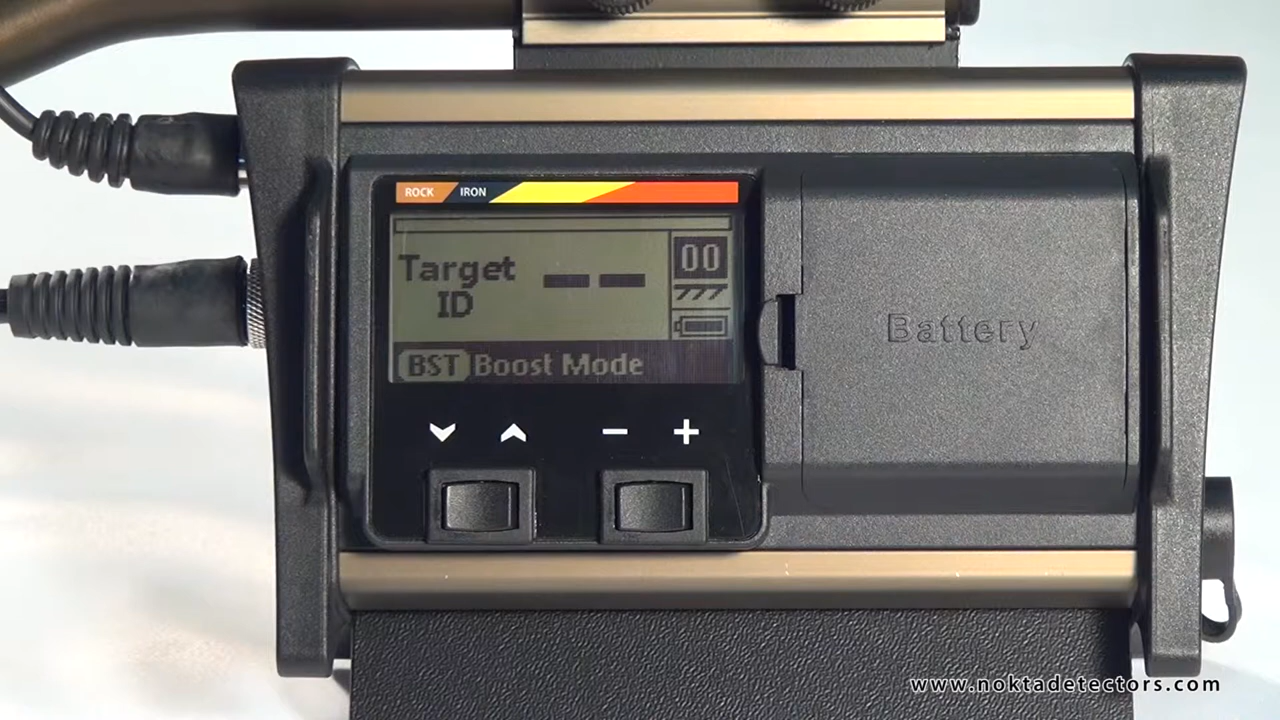 ROCK IRON
Target
ID -- 00
BST Boost Mode
Battery
www.noktadetectors.com